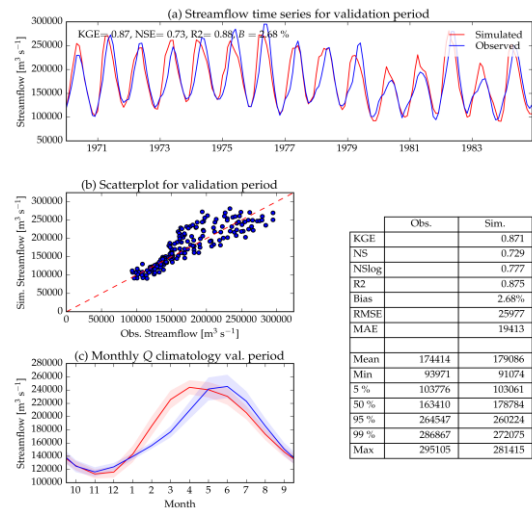 (a) Streamflow time series for validation period
KGE= 0.87, NSE= 0.73, R2= 0.88, B = 2.68 %
Simulated
Observed
Streamflow [m³ s⁻¹]
300000
250000
200000
150000
100000
50000
1971 1973 1974 1975 1977 1979 1981 1983
(b) Scatterplot for validation period
Sim. Streamflow [m³ s⁻¹]
300000
250000
200000
150000
100000
50000
0
0 50000 100000 150000 200000 250000 300000
Obs. Streamflow [m³ s⁻¹]
(c) Monthly Q climatology val. period
Streamflow [m³ s⁻¹]
280000
260000
240000
220000
200000
180000
160000
140000
120000
100000
10 11 12 1 2 3 4 5 6 7 8 9
Month
Obs. Sim.
KGE 0.871
NS 0.729
NSlog 0.777
R2 0.875
Bias 2.68%
RMSE 25977
MAE 19413
Mean 174414 179086
Min 93971 91074
5 % 103776 103061
50 % 163410 178784
95 % 264547 260224
99 % 286867 272075
Max 295105 281415